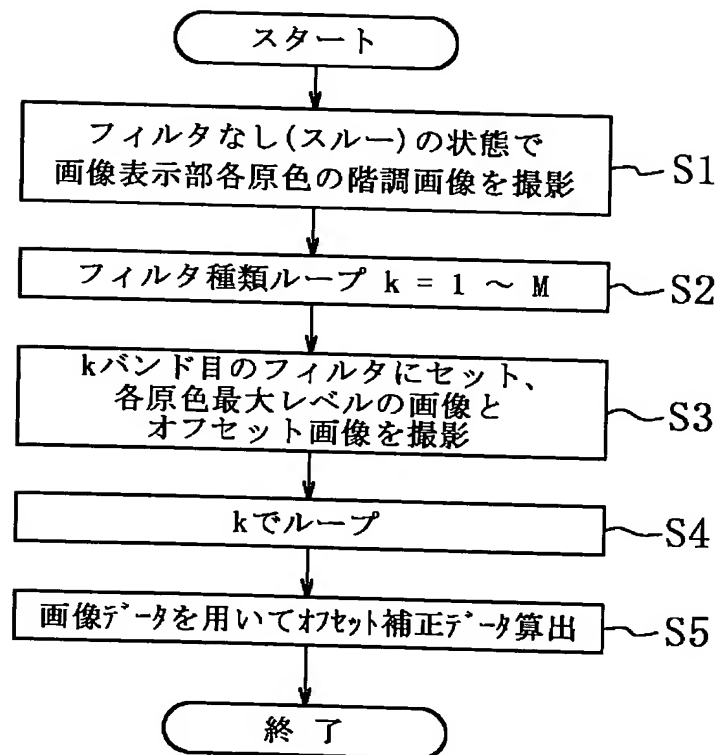 スタート
フィルタなし(スルー)の状態で
画像表示部各原色の階調画像を撮影
S1
フィルタ種類ループ k = 1 ～ M
S2
kバンド目のフィルタにセット、
各原色最大レベルの画像と
オフセット画像を撮影
S3
kでループ
S4
画像ﾃﾞｰﾀを用いてｵﾌｾｯﾄ補正ﾃﾞｰﾀ算出
S5
終 了